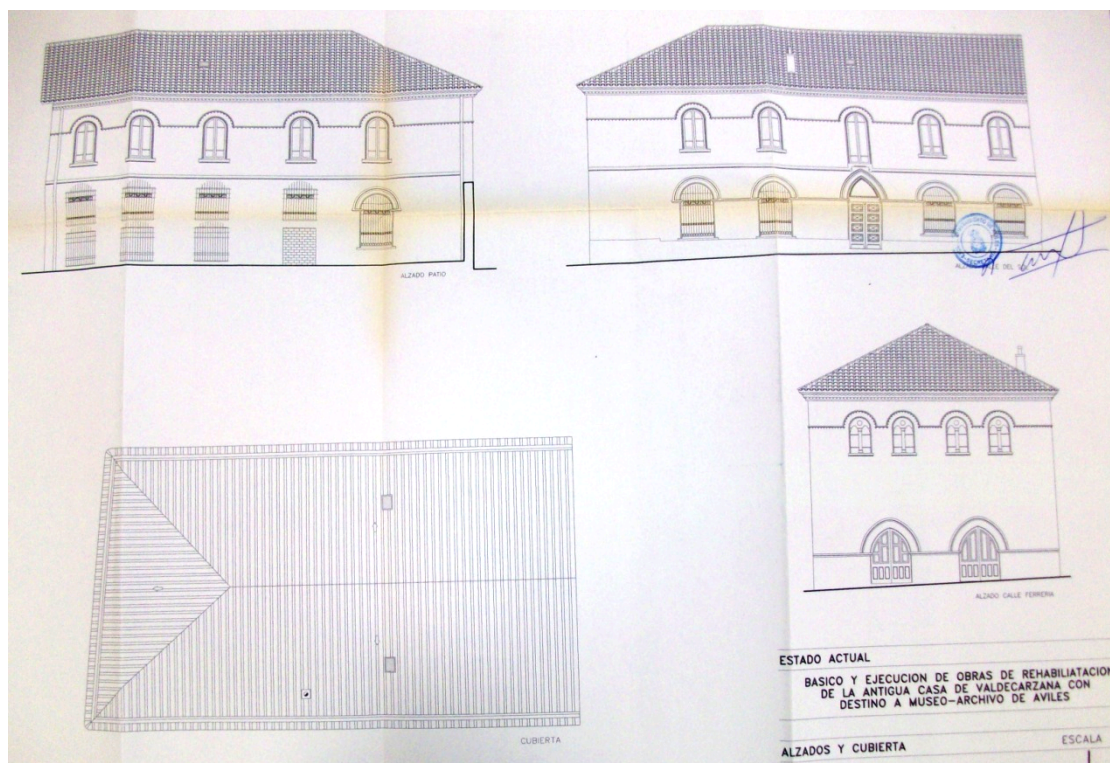 ALZADO PATIO
DEL
ALZADO CALLE FERRERIA
CUBIERTA
ESTADO ACTUAL
BASICO Y EJECUCION DE OBRAS DE REHABILIATACION
DE LA ANTIGUA CASA DE VALDECARZANA CON
DESTINO A MUSEO-ARCHIVO DE AVILES
ALZADOS Y CUBIERTA
ESCALA